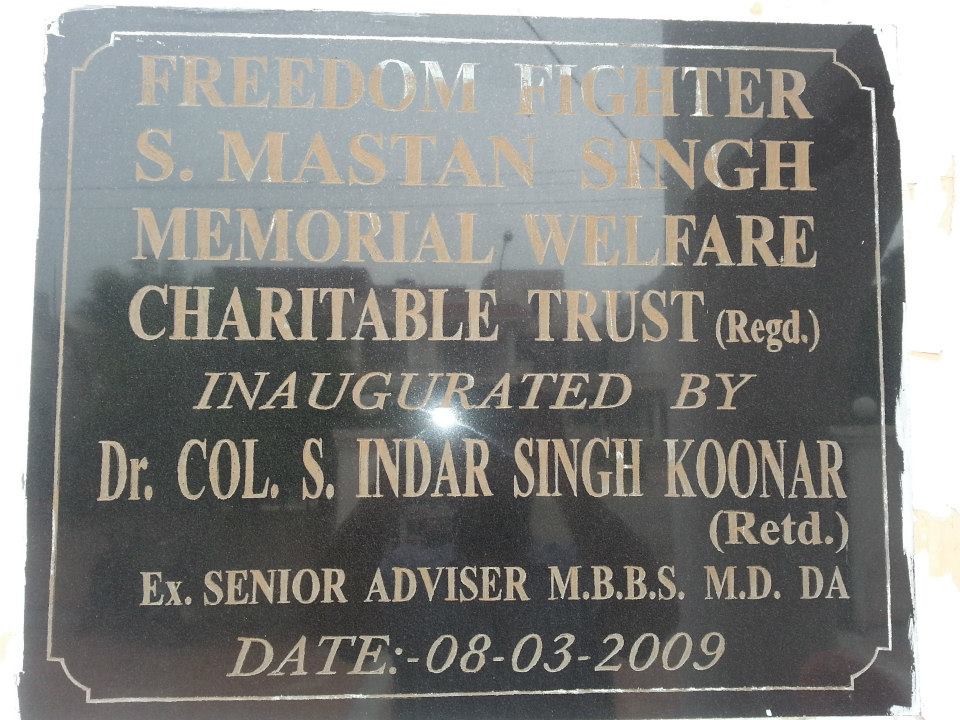 FREEDOM FIGHTER
S. MASTAN SINGH
MEMORIAL WELFARE
CHARITABLE TRUST (Regd.)
INAUGURATED BY
Dr. COL. S. INDAR SINGH KOONAR
(Retd.)
Ex. SENIOR ADVISER M.B.B.S. M.D. DA
DATE:-08-03-2009